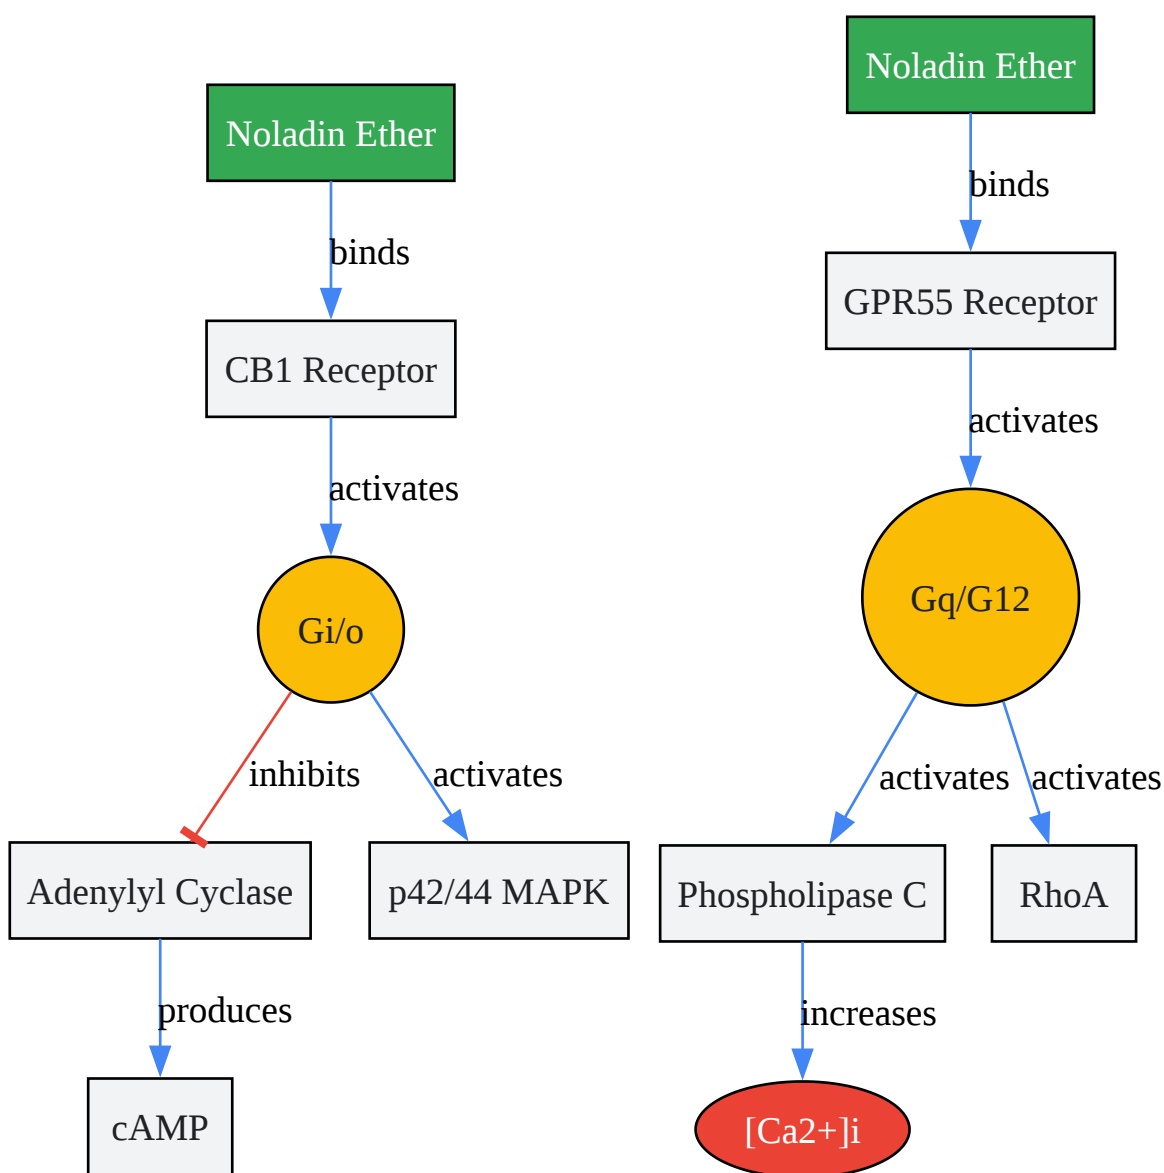 Noladin Ether
binds
CB1 Receptor
activates
Gi/o
inhibits
activates
Adenylyl Cyclase
p42/44 MAPK
produces
cAMP
Noladin Ether
binds
GPR55 Receptor
activates
Gq/G12
activates
activates
Phospholipase C
RhoA
increases
[Ca2+]i